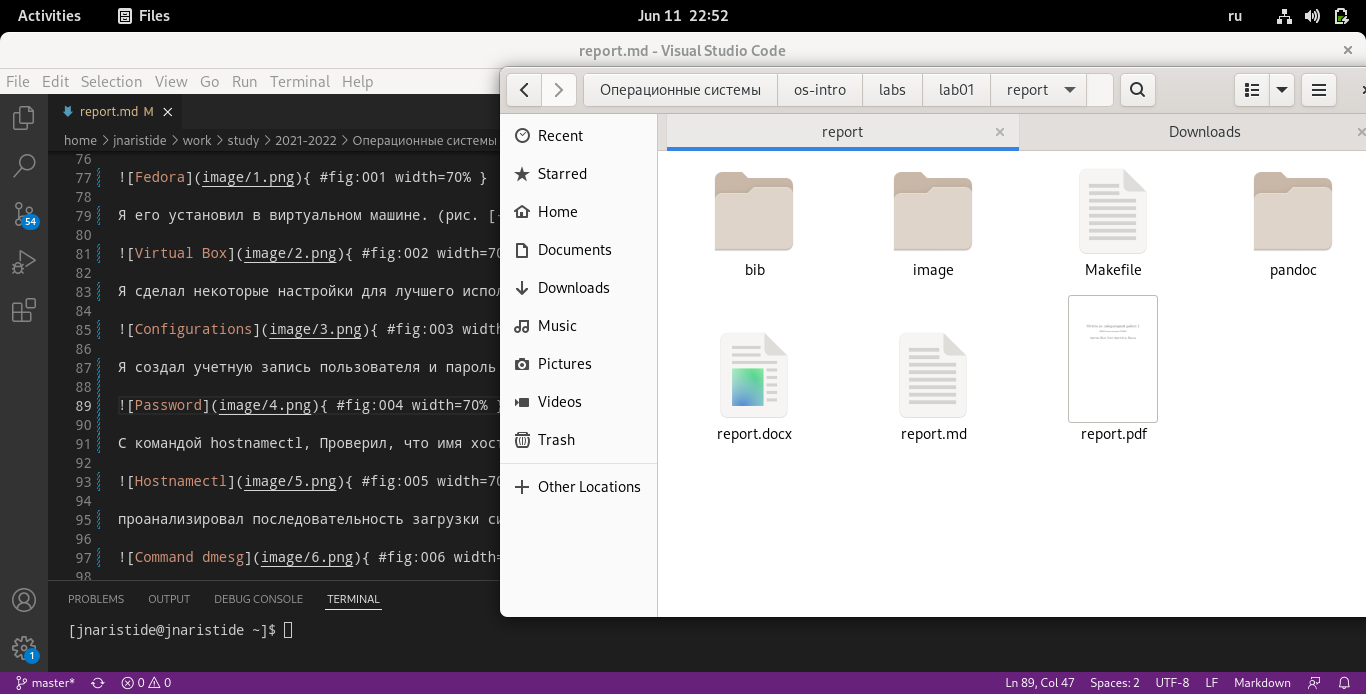 Activities Files Jun 11 22:52 ru
report.md - Visual Studio Code
File Edit Selection View Go Run Terminal Help
report.md M
home > jnaristide > work > study > 2021-2022 > Операционные системы
76
77 ![Fedora](image/1.png){ #fig:001 width=70% }
78
79 Я его установил в виртуальном машине. (рис. [-
80
81 ![Virtual Box](image/2.png){ #fig:002 width=70
82
83 Я сделал некоторые настройки для лучшего испол
84
85 ![Configurations](image/3.png){ #fig:003 width
86
87 Я создал учетную запись пользователя и пароль
88
89 ![Password](image/4.png){ #fig:004 width=70% }
90
91 С командой hostnamectl, Проверил, что имя хост
92
93 ![Hostnamectl](image/5.png){ #fig:005 width=70
94
95 проанализировал последовательность загрузки си
96
97 ![Command dmesg](image/6.png){ #fig:006 width=
98
54
1
PROBLEMS OUTPUT DEBUG CONSOLE TERMINAL
[jnaristide@jnaristide ~]$
master* 0 0 Ln 89, Col 47 Spaces: 2 UTF-8 LF Markdown
Операционные системы os-intro labs lab01 report
Recent
Starred
Home
Documents
Downloads
Music
Pictures
Videos
Trash
Other Locations
report Downloads
bib image Makefile pandoc
report.docx report.md report.pdf